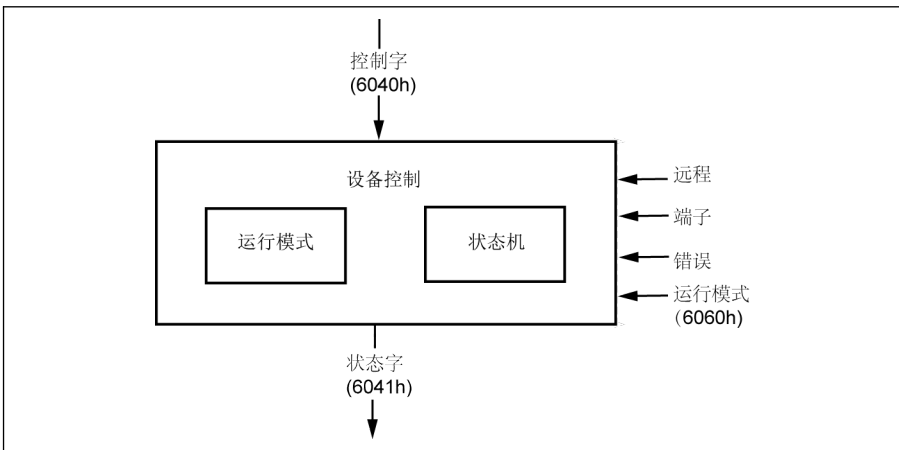 控制字
(6040h)
设备控制
运行模式
状态机
远程
端子
错误
运行模式
（6060h)
状态字
(6041h)